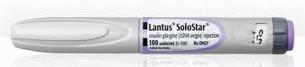 Lantus® SoloStar®
insulin glargine (rDNA origin) injection
100 units/mL (U-100) Rx ONLY